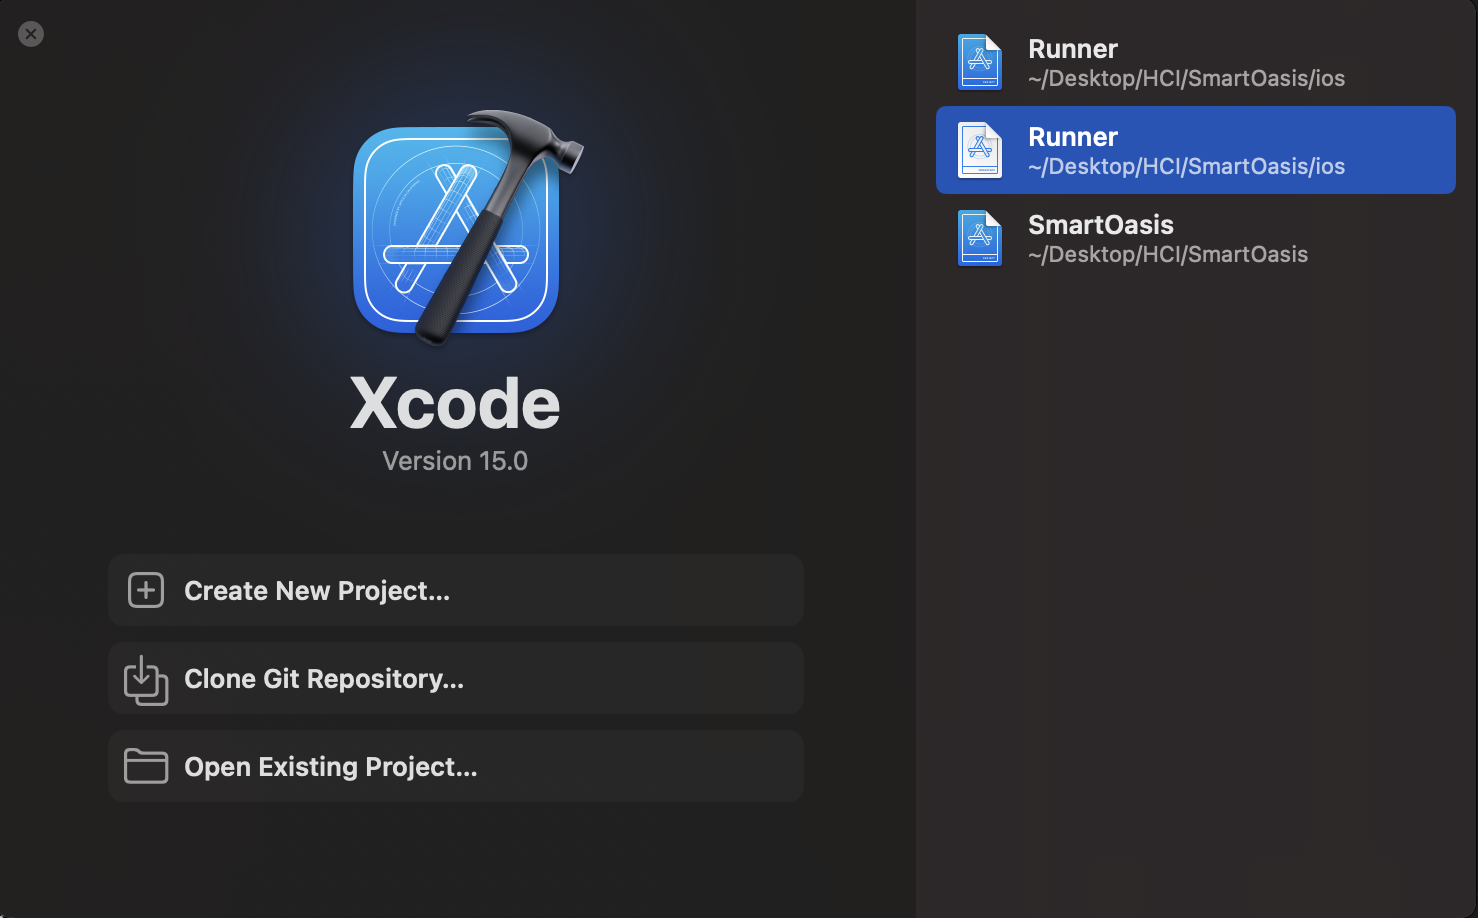 Xcode
Version 15.0
Create New Project...
Clone Git Repository...
Open Existing Project...
Runner
~/Desktop/HCI/SmartOasis/ios
Runner
~/Desktop/HCI/SmartOasis/ios
SmartOasis
~/Desktop/HCI/SmartOasis